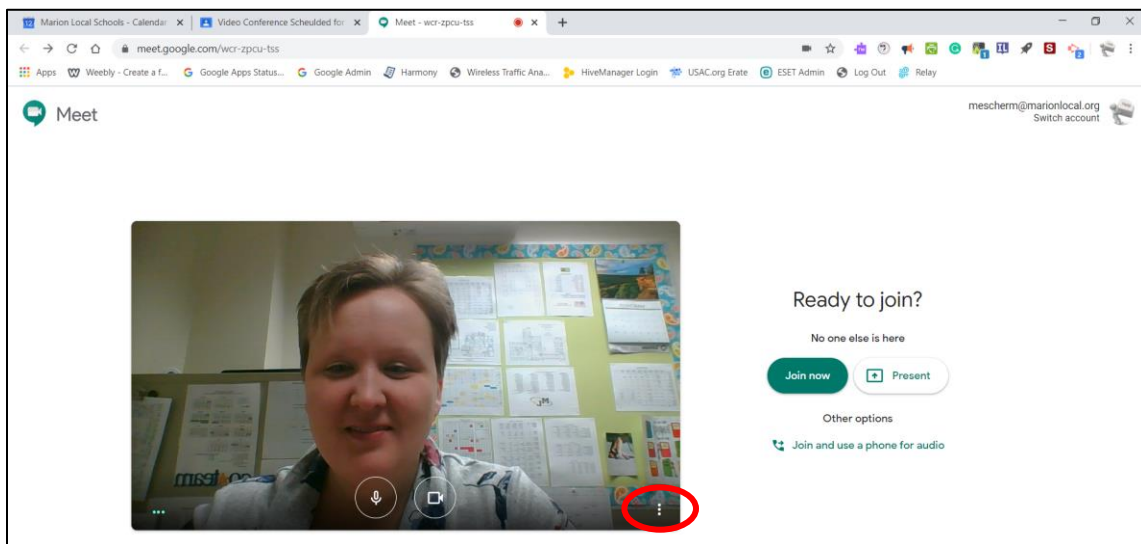 Marion Local Schools - Calendar
Video Conference Scheulded for
Meet - wcr-zpcu-tss
meet.google.com/wcr-zpcu-tss
Apps
Weebly - Create a f...
Google Apps Status...
Google Admin
Harmony
Wireless Traffic Ana...
HiveManager Login
USAC.org Erate
ESET Admin
Log Out
Relay
Meet
mescherm@marionlocal.org
Switch account
Ready to join?
No one else is here
Join now
Present
Other options
Join and use a phone for audio